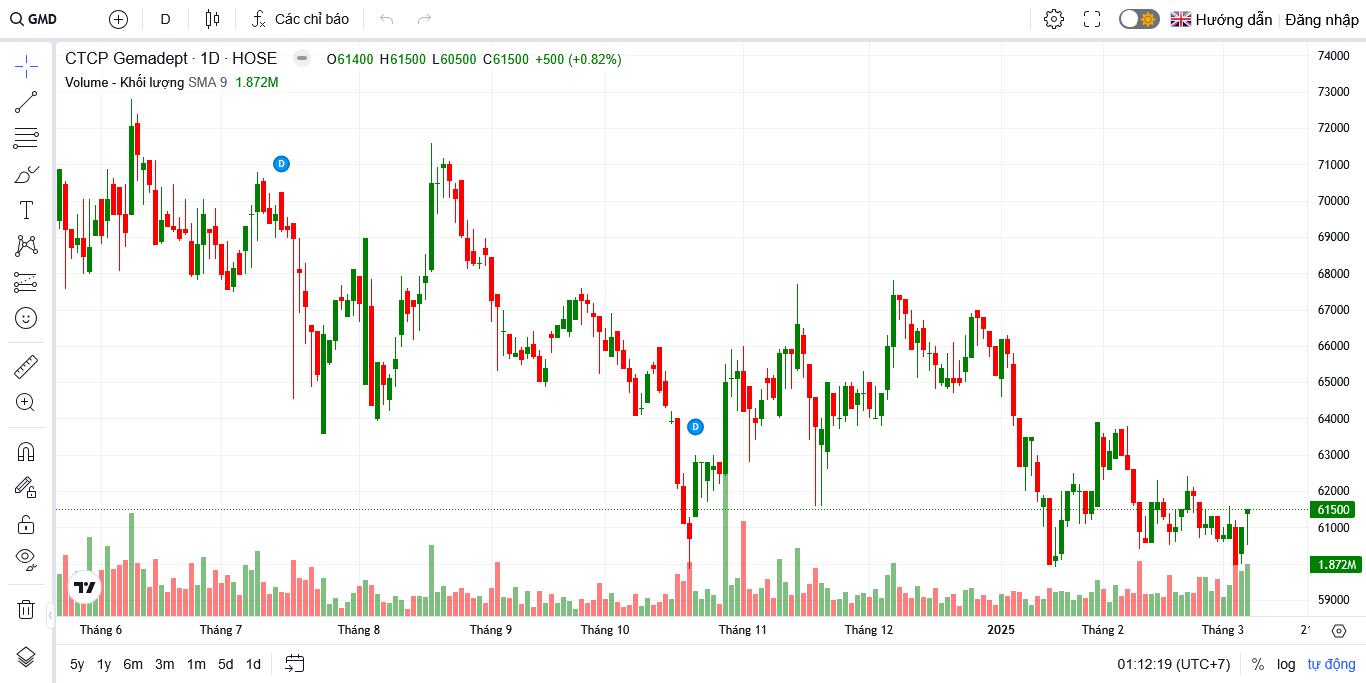 GMD D Các chỉ báo Hướng dẫn Đăng nhập
CTCP Gemadept · 1D · HOSE O61400 H61500 L60500 C61500 +500 (+0.82%)
Volume - Khối lượng SMA 9 1.872M
74000
73000
72000
71000
70000
69000
68000
67000
66000
65000
64000
63000
62000
61500
61000
1.872M
59000
D
D
Tháng 6 Tháng 7 Tháng 8 Tháng 9 Tháng 10 Tháng 11 Tháng 12 2025 Tháng 2 Tháng 3
5y 1y 6m 3m 1m 5d 1d 01:12:19 (UTC+7) % log tự động